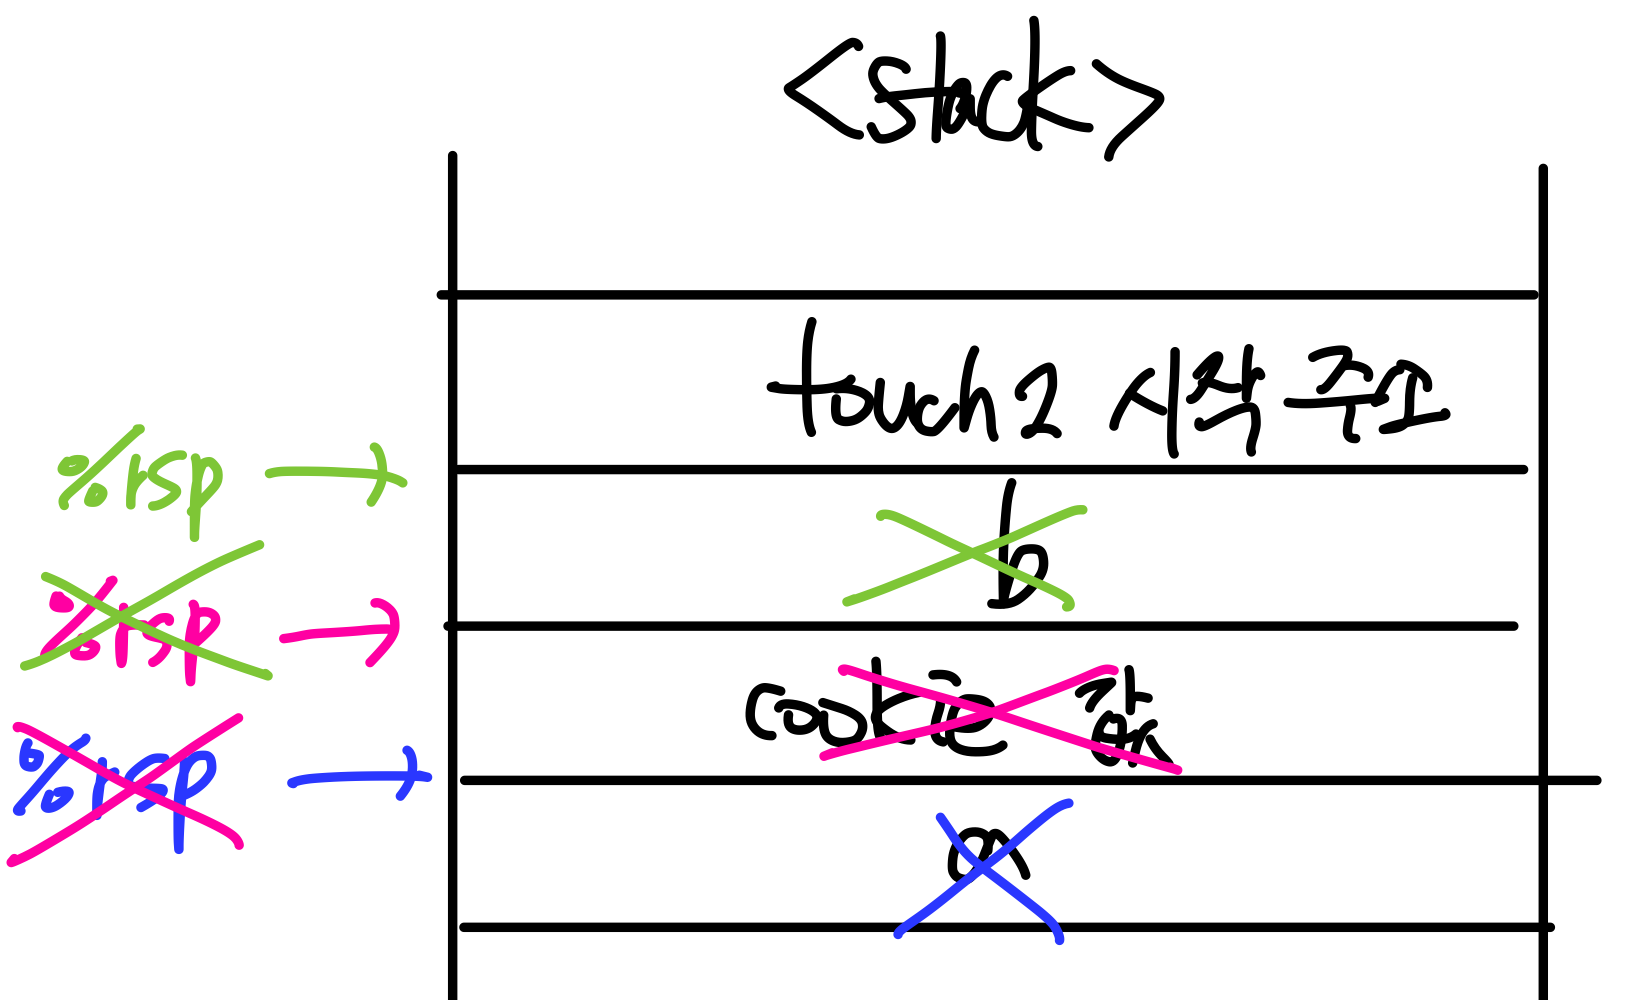 <stack>
touch2 시작 주소
%rsp →
b
%rsp →
cookie 값
%rsp →
a